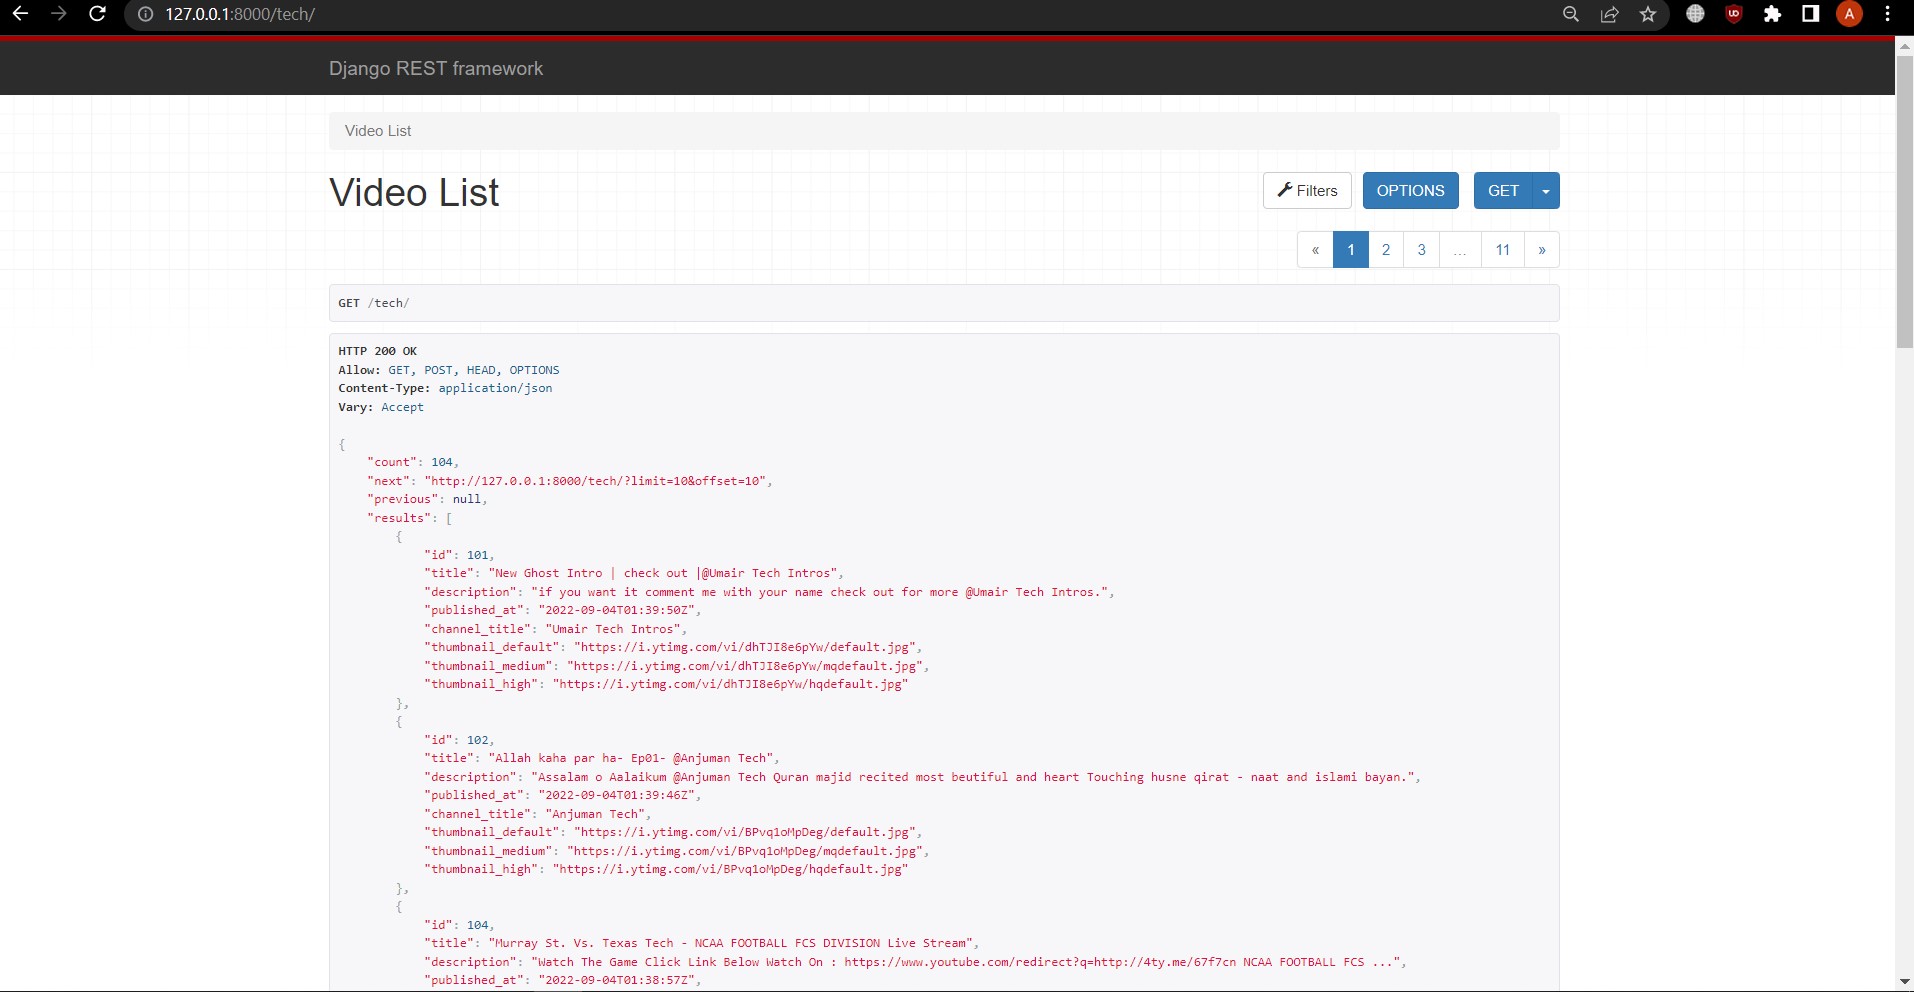 127.0.0.1:8000/tech/
A
Django REST framework
Video List
Video List
Filters
OPTIONS
GET
« 1 2 3 … 11 »
GET /tech/
HTTP 200 OK
Allow: GET, POST, HEAD, OPTIONS
Content-Type: application/json
Vary: Accept
{
"count": 104,
"next": "http://127.0.0.1:8000/tech/?limit=10&offset=10",
"previous": null,
"results": [
{
"id": 101,
"title": "New Ghost Intro | check out |@Umair Tech Intros",
"description": "if you want it comment me with your name check out for more @Umair Tech Intros.",
"published_at": "2022-09-04T01:39:50Z",
"channel_title": "Umair Tech Intros",
"thumbnail_default": "https://i.ytimg.com/vi/dhTJI8e6pYw/default.jpg",
"thumbnail_medium": "https://i.ytimg.com/vi/dhTJI8e6pYw/mqdefault.jpg",
"thumbnail_high": "https://i.ytimg.com/vi/dhTJI8e6pYw/hqdefault.jpg"
},
{
"id": 102,
"title": "Allah kaha par ha- Ep01- @Anjuman Tech",
"description": "Assalam o Aalaikum @Anjuman Tech Quran majid recited most beutiful and heart Touching husne qirat - naat and islami bayan.",
"published_at": "2022-09-04T01:39:46Z",
"channel_title": "Anjuman Tech",
"thumbnail_default": "https://i.ytimg.com/vi/BPvq1oMpDeg/default.jpg",
"thumbnail_medium": "https://i.ytimg.com/vi/BPvq1oMpDeg/mqdefault.jpg",
"thumbnail_high": "https://i.ytimg.com/vi/BPvq1oMpDeg/hqdefault.jpg"
},
{
"id": 104,
"title": "Murray St. Vs. Texas Tech - NCAA FOOTBALL FCS DIVISION Live Stream",
"description": "Watch The Game Click Link Below Watch On : https://www.youtube.com/redirect?q=http://4ty.me/67f7cn NCAA FOOTBALL FCS ...",
"published_at": "2022-09-04T01:38:57Z",